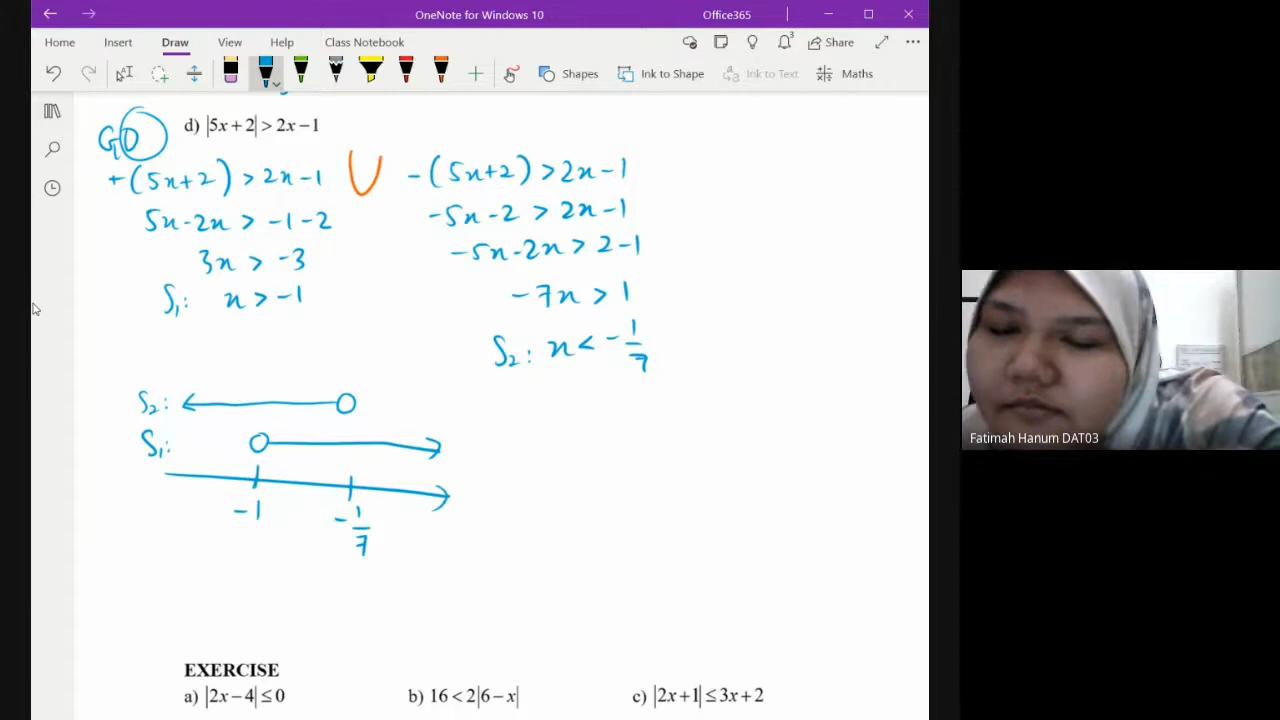 OneNote for Windows 10
Office365
Home Insert Draw View Help Class Notebook
Share
Shapes Ink to Shape Ink to Text Maths
GO
d) |5x+2| > 2x−1
+(5x+2) > 2x−1 ∪ −(5x+2) > 2x−1
5x−2x > −1−2 −5x−2 > 2x−1
3x > −3 −5x−2x > 2−1
S₁: x > −1 −7x > 1
S₂: x < −1/7
S₂:
S₁:
−1 −1/7
EXERCISE
a) |2x−4| ≤ 0 b) 16 < 2|6−x| c) |2x+1| ≤ 3x+2
Fatimah Hanum DAT03